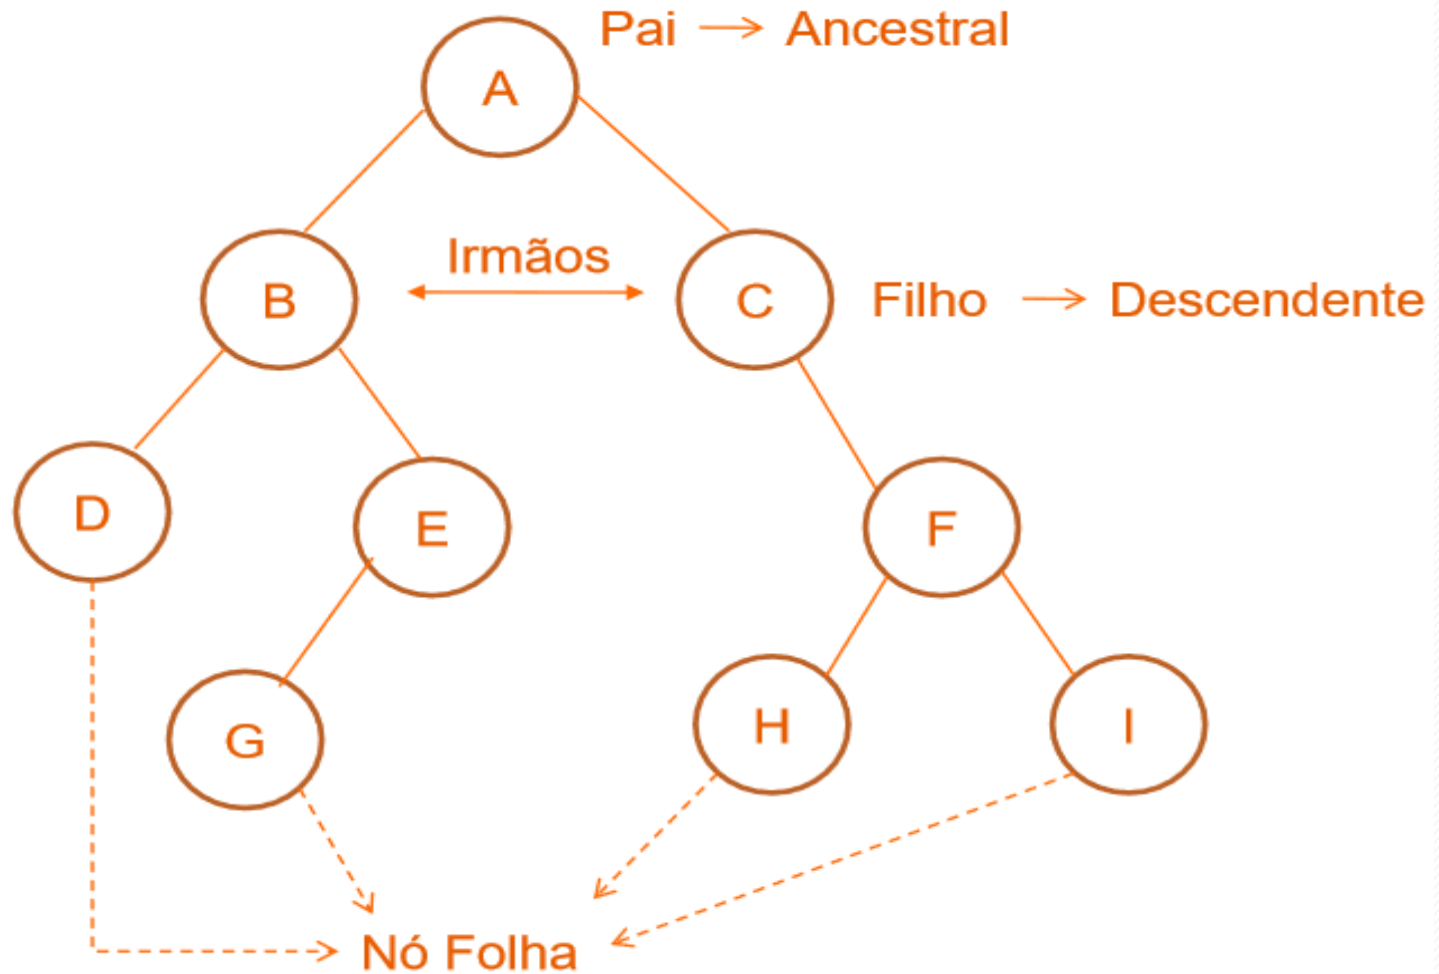 A
Pai → Ancestral
Irmãos
B
C
Filho → Descendente
D
E
F
G
H
I
Nó Folha